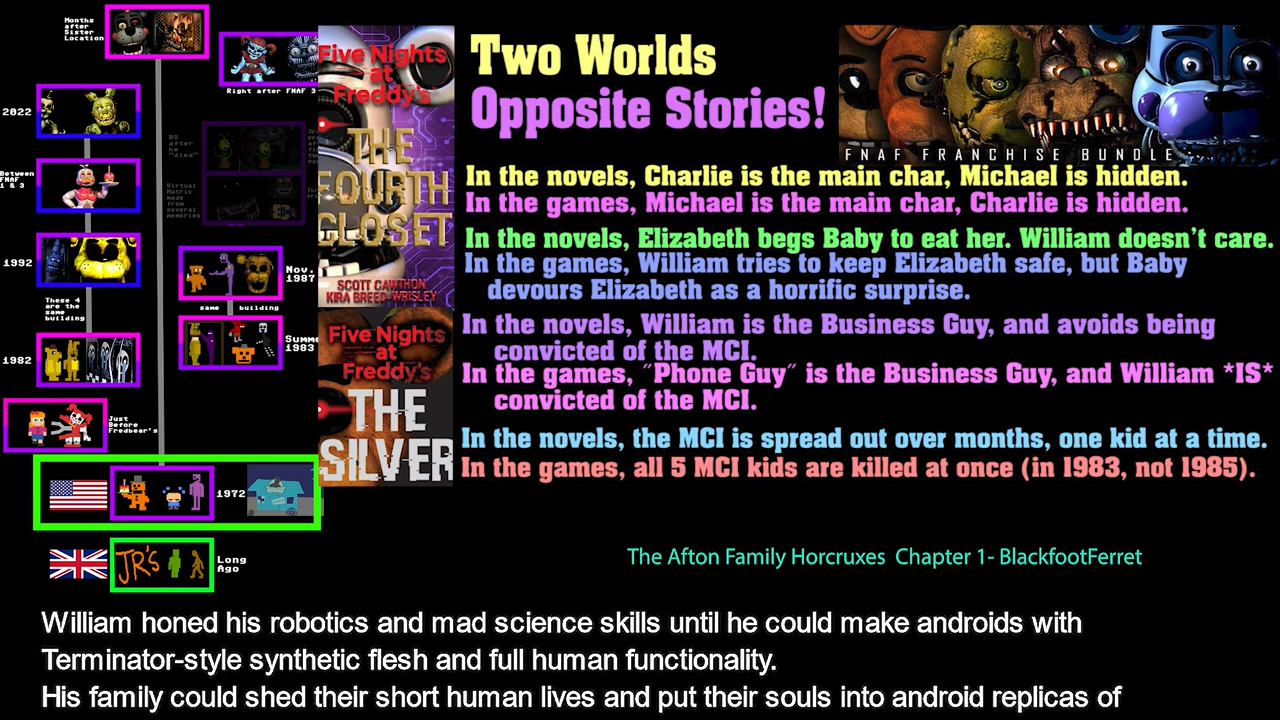 Months
after
Sister
Location
Right after FNAF 3
2022
Between
FNAF
1 & 3
1992
Nov.
1987
same building
These 4
are the
same
building
Summe
1983
1982
Just
Before
Fredbear's
1972
JR'S
Long
Ago
Five Nights
at
Freddy's
THE
FOURTH
CLOSET
SCOTT CAWTHON
KIRA BREED-WRISLEY
Five Nights
at
Freddy's
THE
SILVER
Two Worlds
Opposite Stories!
FNAF FRANCHISE BUNDLE
In the novels, Charlie is the main char, Michael is hidden.
In the games, Michael is the main char, Charlie is hidden.
In the novels, Elizabeth begs Baby to eat her. William doesn't care.
In the games, William tries to keep Elizabeth safe, but Baby
devours Elizabeth as a horrific surprise.
In the novels, William is the Business Guy, and avoids being
convicted of the MCI.
In the games, "Phone Guy" is the Business Guy, and William *IS*
convicted of the MCI.
In the novels, the MCI is spread out over months, one kid at a time.
In the games, all 5 MCI kids are killed at once (in 1983, not 1985).
The Afton Family Horcruxes Chapter 1- BlackfootFerret
William honed his robotics and mad science skills until he could make androids with
Terminator-style synthetic flesh and full human functionality.
His family could shed their short human lives and put their souls into android replicas of